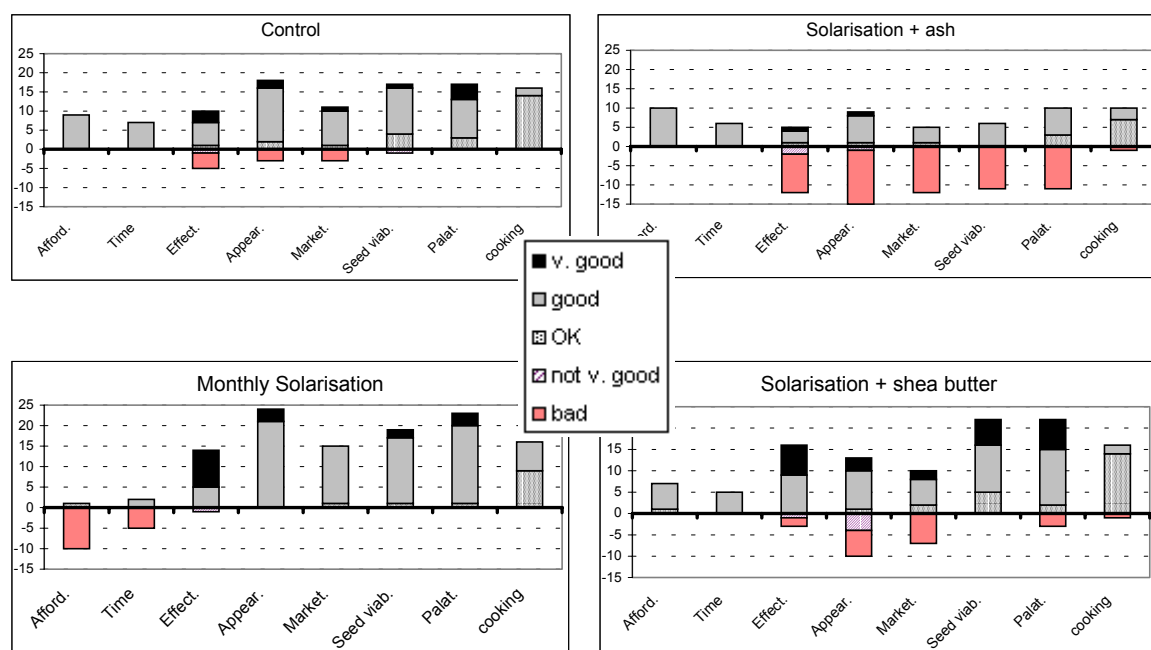 Control
25
20
15
10
5
0
-5
-10
-15
Afford.
Time
Effect.
Appear.
Market.
Seed viab.
Palat.
cooking
Solarisation + ash
25
20
15
10
5
0
-5
-10
-15
ord.
Time
Effect.
Appear.
Market.
Seed viab.
Palat.
cooking
v. good
good
OK
not v. good
bad
Monthly Solarisation
25
20
15
10
5
0
-5
-10
-15
Afford.
Time
Effect.
Appear.
Market.
Seed viab.
Palat.
cooking
Solarisation + shea butter
15
10
5
0
-5
-10
-15
Afford.
Time
Effect.
Appear.
Market.
Seed viab.
Palat.
cooking